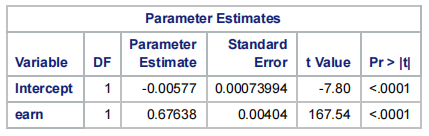 Parameter Estimates
Variable DF Parameter Estimate Standard Error t Value Pr > |t|
Intercept 1 -0.00577 0.00073994 -7.80 <.0001
earn 1 0.67638 0.00404 167.54 <.0001